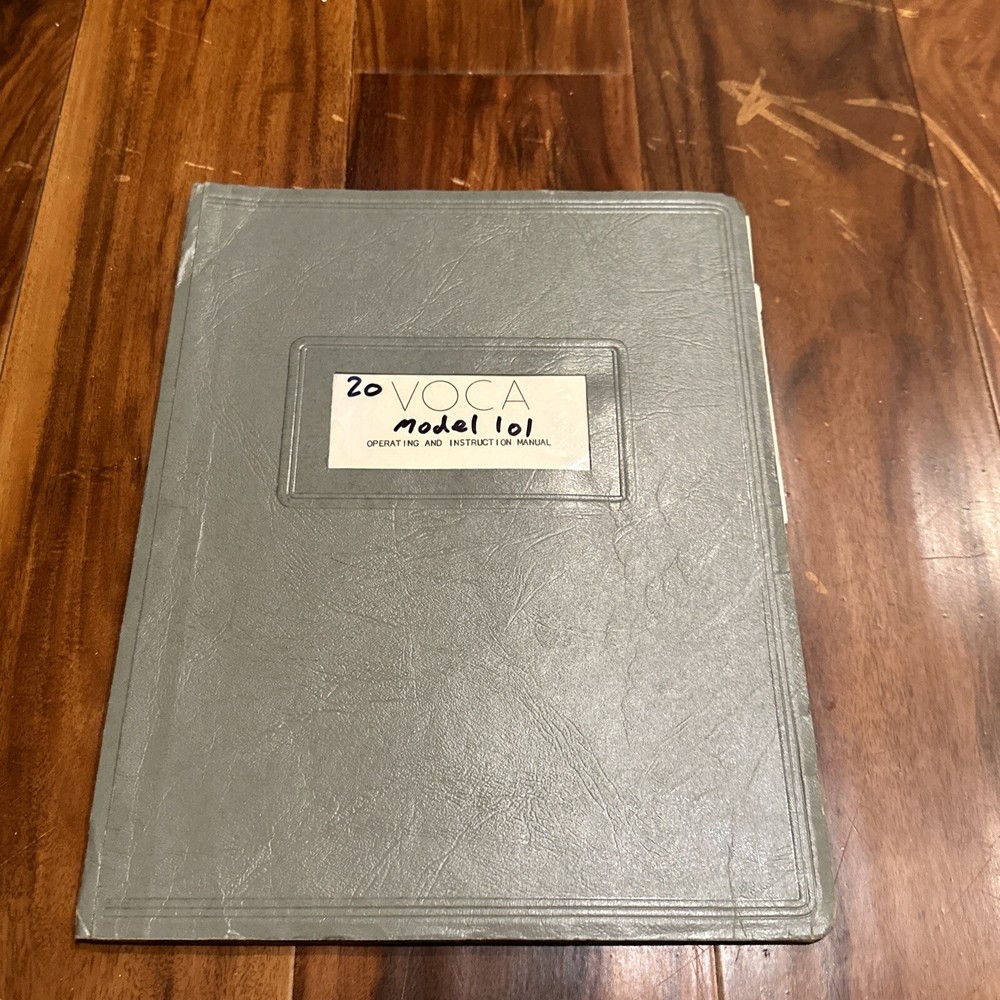 20 VOCA
Model 101
OPERATING AND INSTRUCTION MANUAL